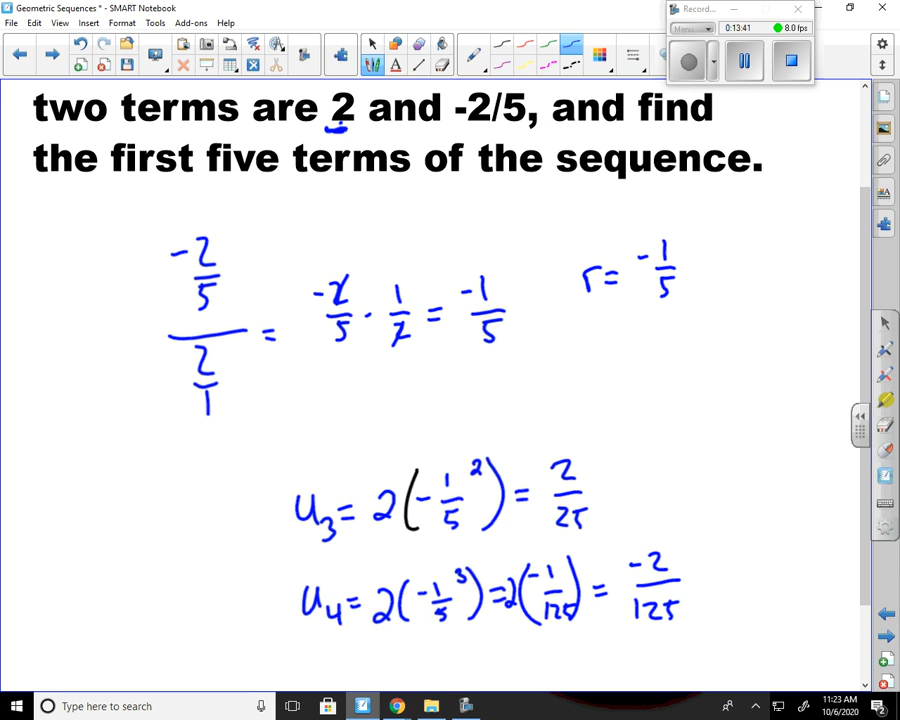 Geometric Sequences * - SMART Notebook
Record...
File Edit View Insert Format Tools Add-ons Help
Menu
0:13:41
8.0 fps
two terms are 2 and -2/5, and find
the first five terms of the sequence.
-2/5 / 2/1 = -2/5 · 1/2 = -1/5
r = -1/5
u₃ = 2(-1/5²) = 2/25
u₄ = 2(-1/5³) = 2(-1/125) = -2/125
Type here to search
11:23 AM
10/6/2020
2